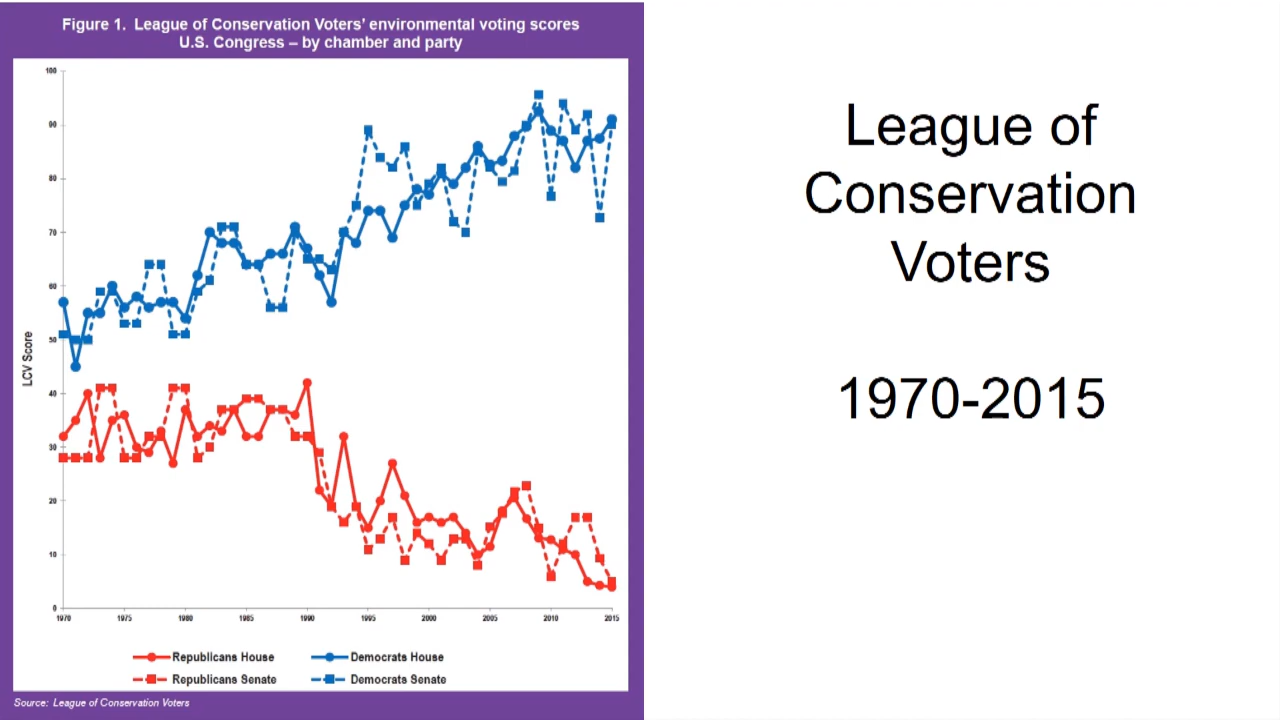 Figure 1.  League of Conservation Voters' environmental voting scores
U.S. Congress – by chamber and party
100
90
80
70
60
50
40
30
20
10
0
LCV Score
1970 1975 1980 1985 1990 1995 2000 2005 2010 2015
Republicans House Democrats House
Republicans Senate Democrats Senate
Source: League of Conservation Voters
League of
Conservation
Voters
1970-2015